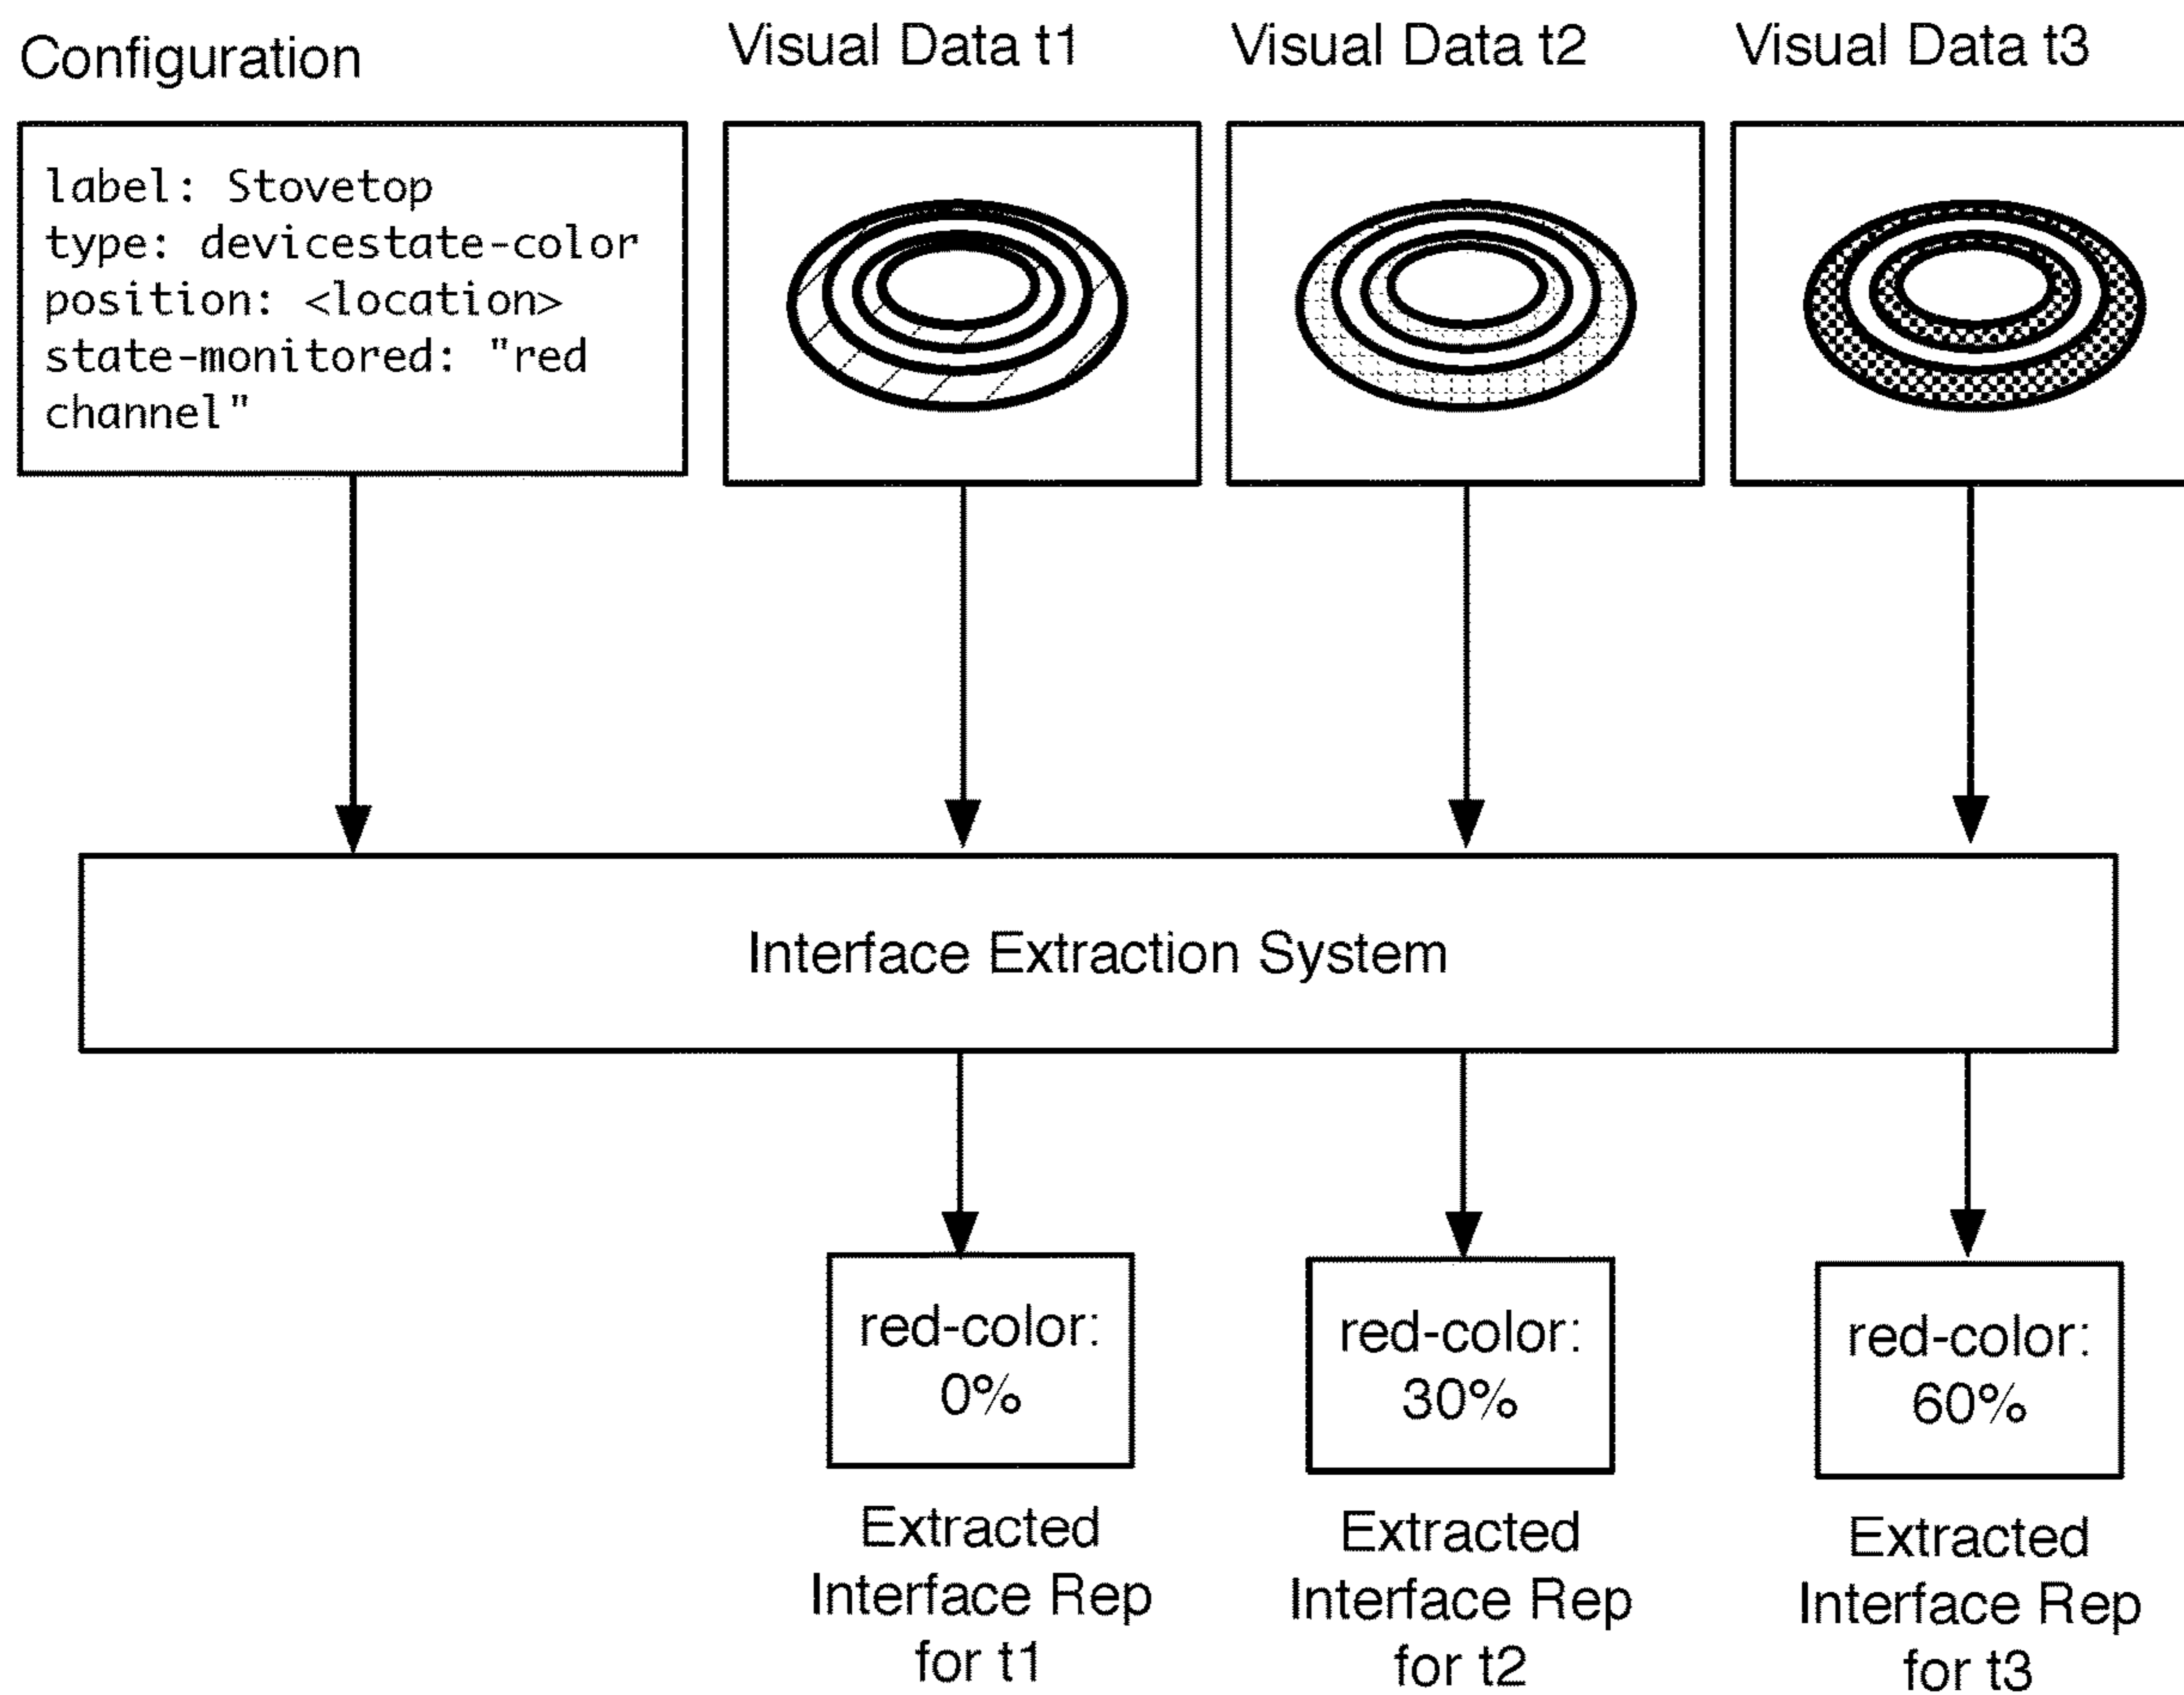 Configuration
label: Stovetop
type: devicestate-color
position: <location>
state-monitored: "red
channel"
Visual Data t1
Visual Data t2
Visual Data t3
Interface Extraction System
red-color:
0%
Extracted
Interface Rep
for t1
red-color:
30%
Extracted
Interface Rep
for t2
red-color:
60%
Extracted
Interface Rep
for t3